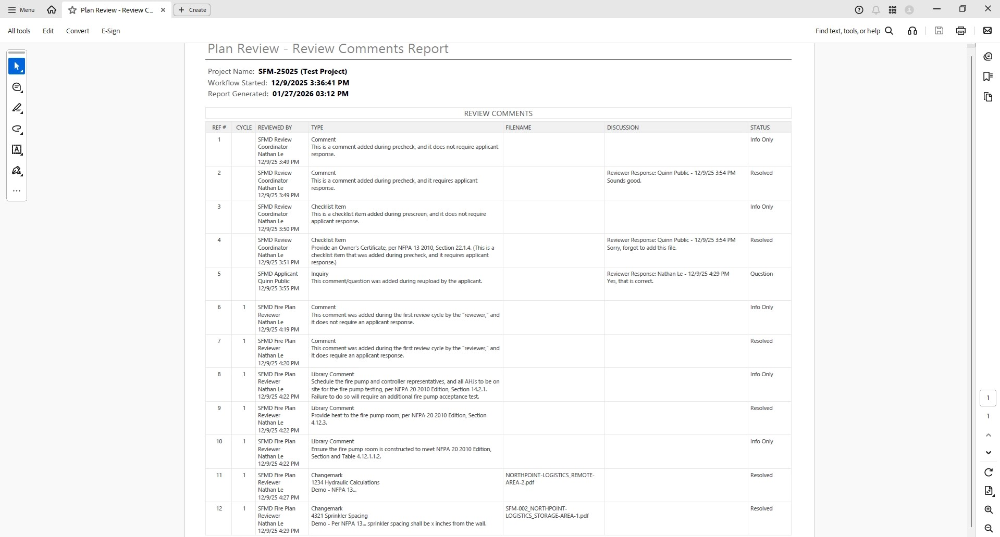 Menu
Plan Review - Review C...
Create
All tools
Edit
Convert
E-Sign
Find text, tools, or help
Plan Review - Review Comments Report
Project Name: SFM-25025 (Test Project)
Workflow Started: 12/9/2025 3:36:41 PM
Report Generated: 01/27/2026 03:12 PM
REVIEW COMMENTS
REF # CYCLE REVIEWED BY TYPE FILENAME DISCUSSION STATUS
1 SFMD Review Comment Info Only
Coordinator This is a comment added during precheck, and it does not require applicant
Nathan Le response.
12/9/25 3:49 PM
2 SFMD Review Comment Reviewer Response: Quinn Public - 12/9/25 3:54 PM Resolved
Coordinator This is a comment added during precheck, and it requires applicant Sounds good.
Nathan Le response.
12/9/25 3:49 PM
3 SFMD Review Checklist Item Info Only
Coordinator This is a checklist item added during prescreen, and it does not require
Nathan Le applicant response.
12/9/25 3:50 PM
4 SFMD Review Checklist Item Reviewer Response: Quinn Public - 12/9/25 3:54 PM Resolved
Coordinator Provide an Owner's Certificate, per NFPA 13 2010, Section 22.1.4. (This is a Sorry, forgot to add this file.
Nathan Le checklist item that was added during precheck, and it requires applicant
12/9/25 3:51 PM response.)
5 SFMD Applicant Inquiry Reviewer Response: Nathan Le - 12/9/25 4:29 PM Question
Quinn Public This comment/question was added during reupload by the applicant. Yes, that is correct.
12/9/25 3:55 PM
6 1 SFMD Fire Plan Comment Info Only
Reviewer This comment was added during the first review cycle by the "reviewer," and
Nathan Le it does not require an applicant response.
12/9/25 4:19 PM
7 1 SFMD Fire Plan Comment Resolved
Reviewer This comment was added during the first review cycle by the "reviewer," and
Nathan Le it does require an applicant response.
12/9/25 4:20 PM
8 1 SFMD Fire Plan Library Comment Info Only
Reviewer Schedule the fire pump and controller representatives, and all AHJs to be on
Nathan Le site for the fire pump testing, per NFPA 20 2010 Edition, Section 14.2.1.
12/9/25 4:22 PM Failure to do so will require an additional fire pump acceptance test.
9 1 SFMD Fire Plan Library Comment Resolved
Reviewer Provide heat to the fire pump room, per NFPA 20 2010 Edition, Section
Nathan Le 4.12.3.
12/9/25 4:22 PM
10 1 SFMD Fire Plan Library Comment Info Only
Reviewer Ensure the fire pump room is constructed to meet NFPA 20 2010 Edition,
Nathan Le Section and Table 4.12.1.1.2.
12/9/25 4:22 PM
11 1 SFMD Fire Plan Changemark NORTHPOINT-LOGISTICS_REMOTE- Resolved
Reviewer 1234 Hydraulic Calculations AREA-2.pdf
Nathan Le Demo - NFPA 13...
12/9/25 4:27 PM
12 1 SFMD Fire Plan Changemark SFM-002_NORTHPOINT- Resolved
Reviewer 4321 Sprinkler Spacing LOGISTICS_STORAGE-AREA-1.pdf
Nathan Le Demo - Per NFPA 13... sprinkler spacing shall be x inches from the wall.
12/9/25 4:29 PM
1
1